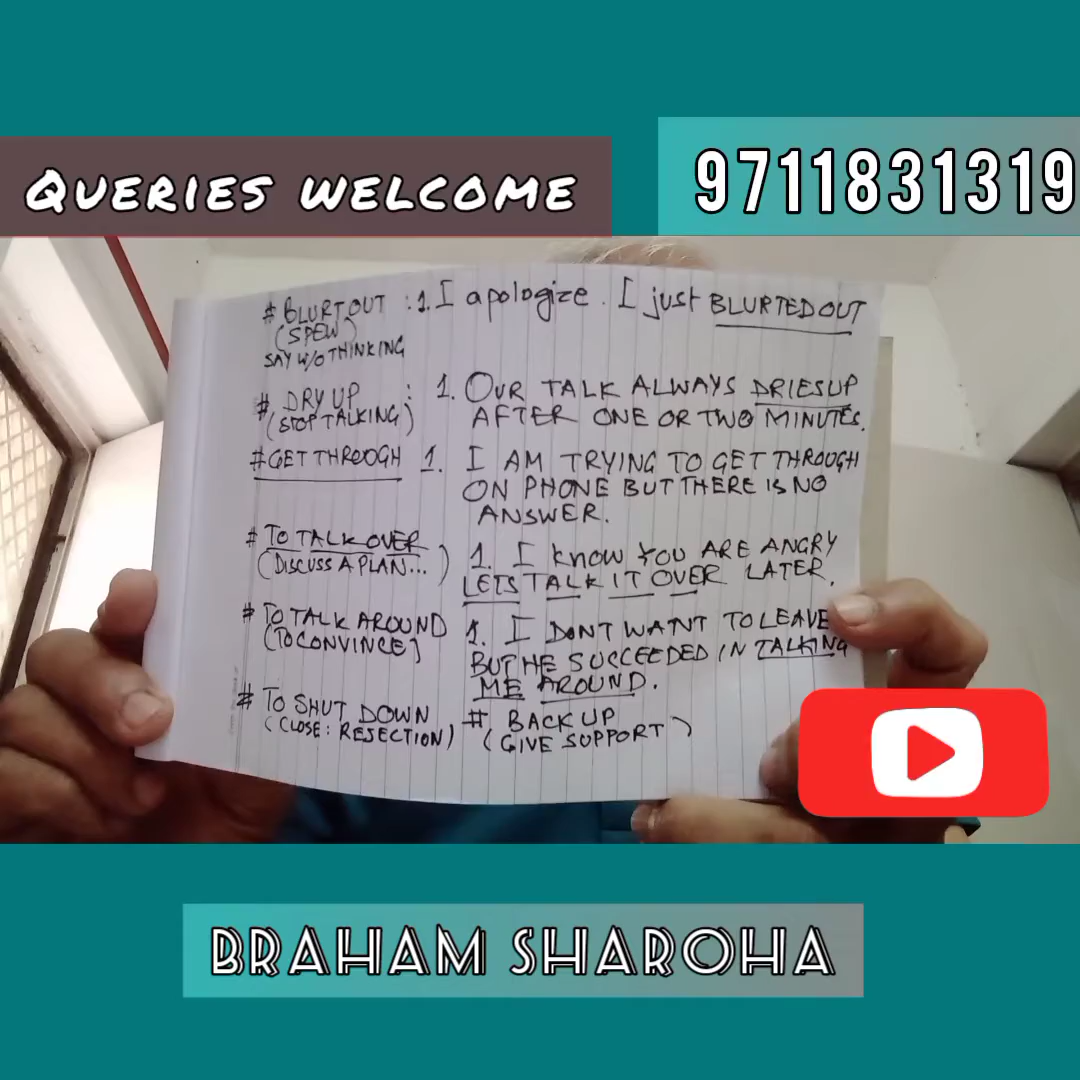 QUERIES WELCOME
9711831319
# BLURT OUT : 1. I apologize. I just BLURTED OUT
(SPEW)
SAY W/O THINKING
# DRY UP : 1. OUR TALK ALWAYS DRIES UP
(STOP TALKING) AFTER ONE OR TWO MINUTES.
# GET THROUGH 1. I AM TRYING TO GET THROUGH
ON PHONE BUT THERE IS NO
ANSWER.
# TO TALK OVER 1. I KNOW YOU ARE ANGRY
(DISCUSS A PLAN...) LETS TALK IT OVER LATER.
# TO TALK AROUND 1. I DONT WANT TO LEAVE
(TO CONVINCE) BUT HE SUCCEEDED IN TALKING
ME AROUND.
# TO SHUT DOWN # BACK UP
(CLOSE: REJECTION) (GIVE SUPPORT)
BRAHAM SHAROHA